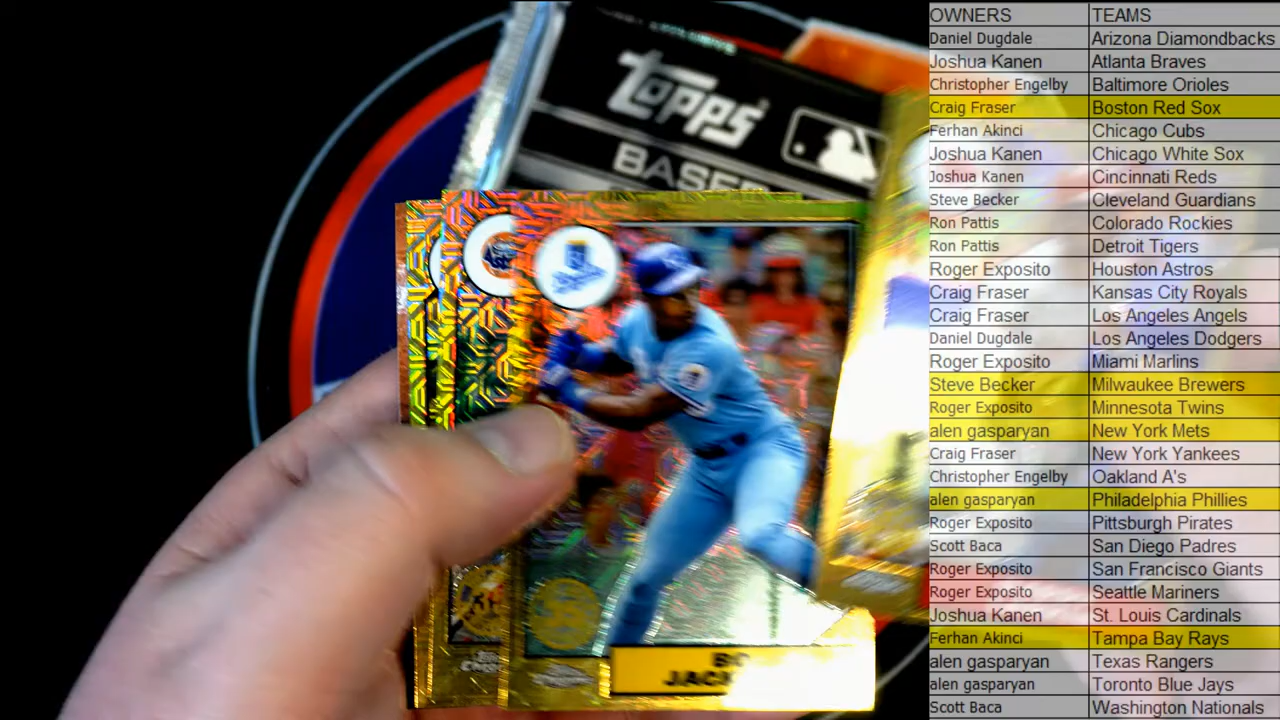 topps
OWNERS TEAMS
Daniel Dugdale Arizona Diamondbacks
Joshua Kanen Atlanta Braves
Christopher Engelby Baltimore Orioles
Craig Fraser Boston Red Sox
Ferhan Akinci Chicago Cubs
Joshua Kanen Chicago White Sox
Joshua Kanen Cincinnati Reds
Steve Becker Cleveland Guardians
Ron Pattis Colorado Rockies
Ron Pattis Detroit Tigers
Roger Exposito Houston Astros
Craig Fraser Kansas City Royals
Craig Fraser Los Angeles Angels
Daniel Dugdale Los Angeles Dodgers
Roger Exposito Miami Marlins
Steve Becker Milwaukee Brewers
Roger Exposito Minnesota Twins
alen gasparyan New York Mets
Craig Fraser New York Yankees
Christopher Engelby Oakland A's
alen gasparyan Philadelphia Phillies
Roger Exposito Pittsburgh Pirates
Scott Baca San Diego Padres
Roger Exposito San Francisco Giants
Roger Exposito Seattle Mariners
Joshua Kanen St. Louis Cardinals
Ferhan Akinci Tampa Bay Rays
alen gasparyan Texas Rangers
alen gasparyan Toronto Blue Jays
Scott Baca Washington Nationals